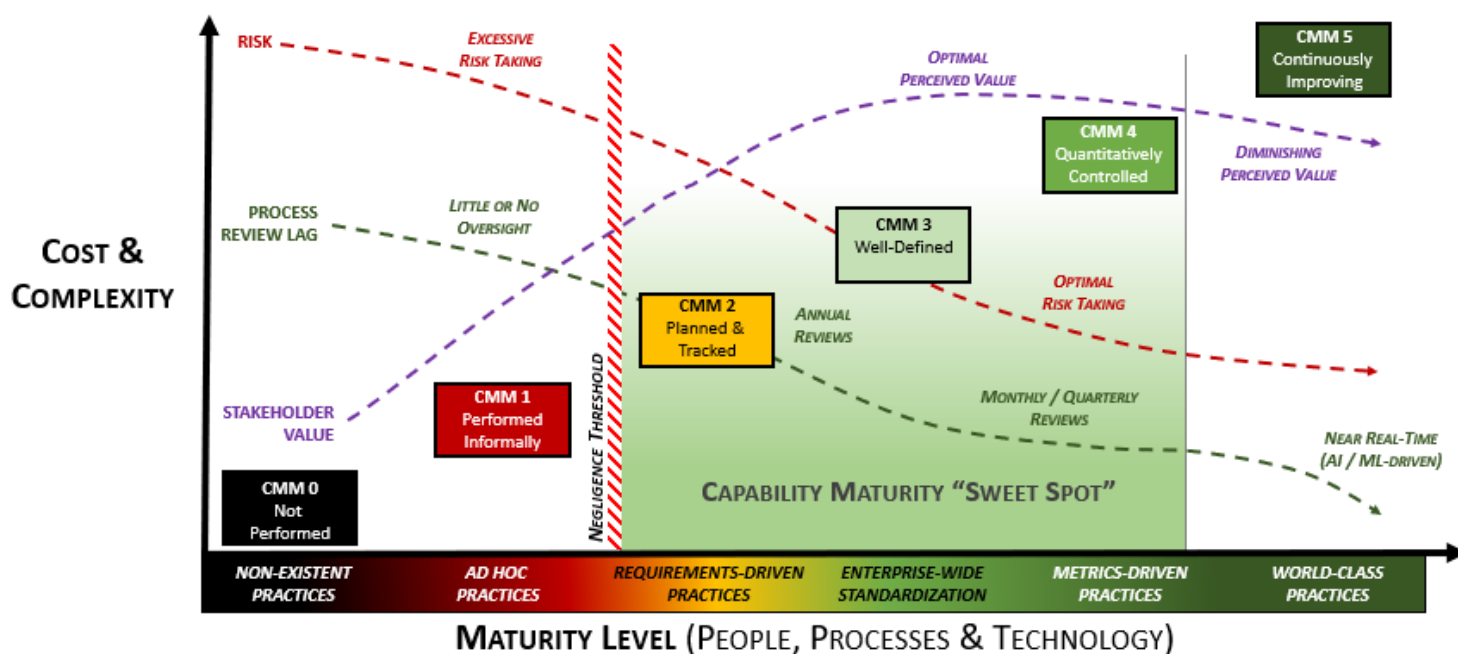 RISK
EXCESSIVE
RISK TAKING
OPTIMAL
PERCEIVED VALUE
CMM 5
Continuously
Improving
CMM 4
Quantitatively
Controlled
DIMINISHING
PERCEIVED VALUE
PROCESS
REVIEW LAG
LITTLE OR NO
OVERSIGHT
CMM 3
Well-Defined
COST &
COMPLEXITY
OPTIMAL
RISK TAKING
CMM 2
Planned &
Tracked
ANNUAL
REVIEWS
STAKEHOLDER
VALUE
CMM 1
Performed
Informally
NEGLIGENCE THRESHOLD
MONTHLY / QUARTERLY
REVIEWS
NEAR REAL-TIME
(AI / ML-DRIVEN)
CMM 0
Not
Performed
CAPABILITY MATURITY “SWEET SPOT”
NON-EXISTENT
PRACTICES
AD HOC
PRACTICES
REQUIREMENTS-DRIVEN
PRACTICES
ENTERPRISE-WIDE
STANDARDIZATION
METRICS-DRIVEN
PRACTICES
WORLD-CLASS
PRACTICES
MATURITY LEVEL (PEOPLE, PROCESSES & TECHNOLOGY)